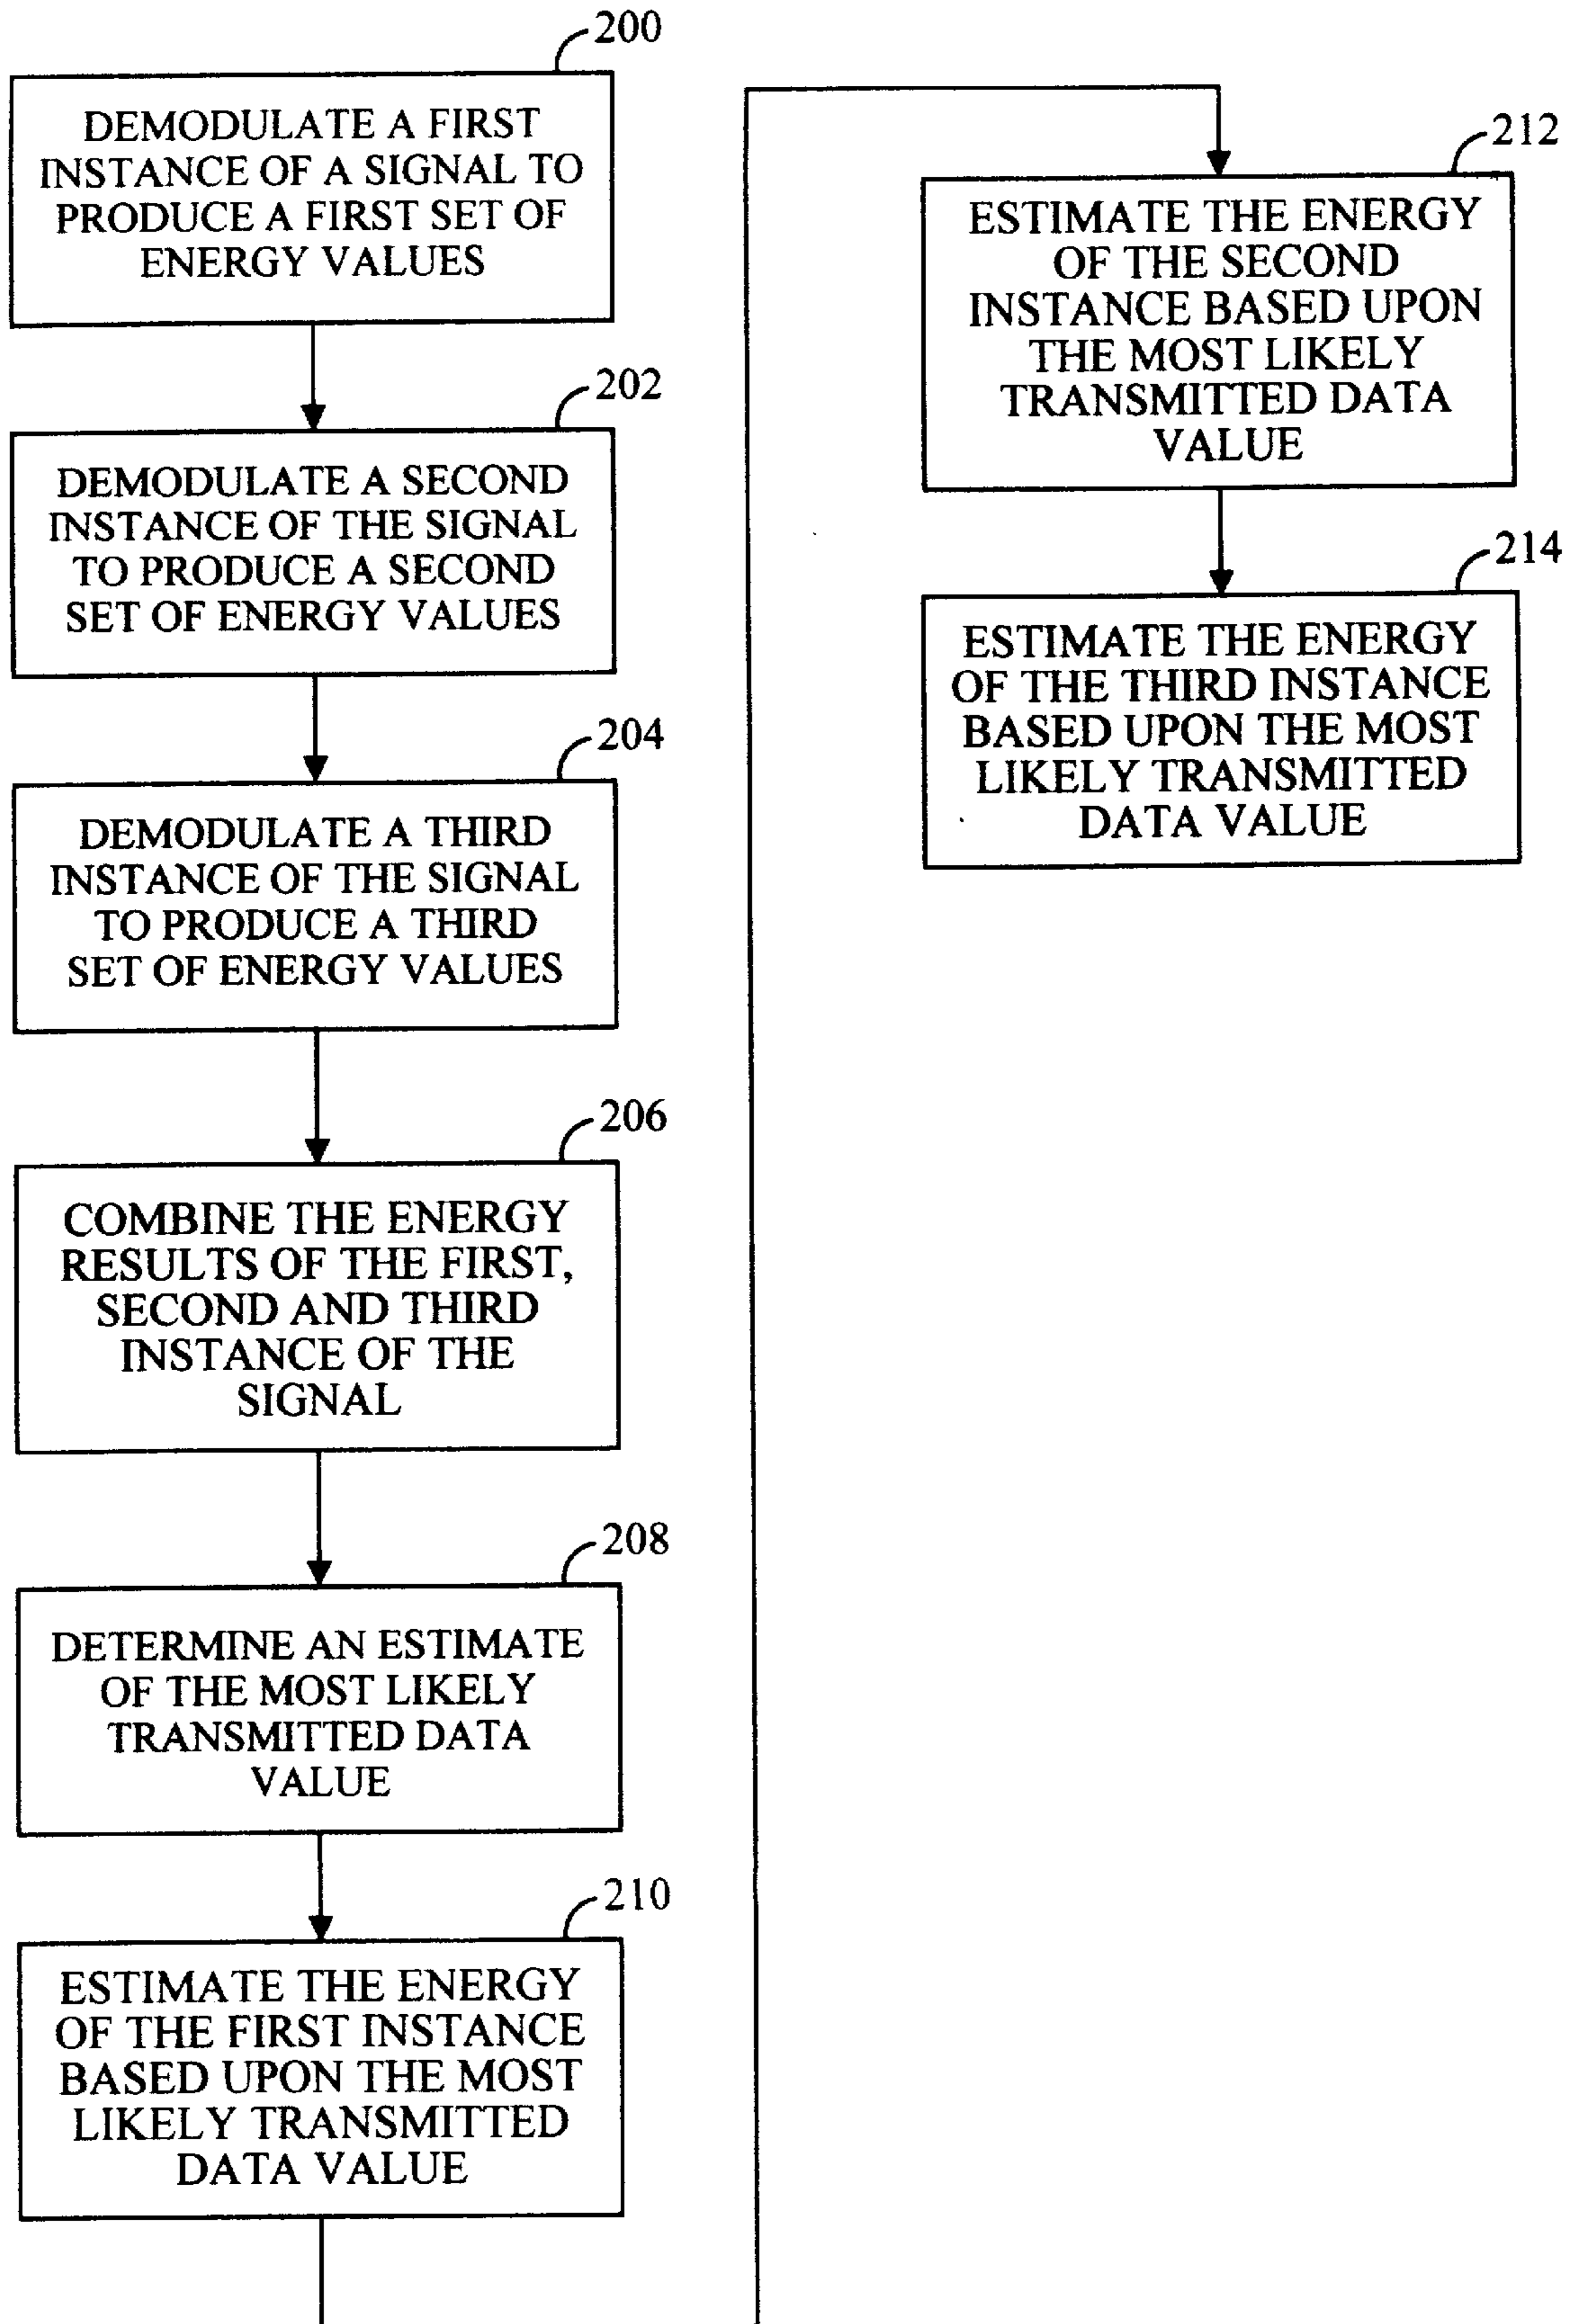 200
DEMODULATE A FIRST
INSTANCE OF A SIGNAL TO
PRODUCE A FIRST SET OF
ENERGY VALUES
202
DEMODULATE A SECOND
INSTANCE OF THE SIGNAL
TO PRODUCE A SECOND
SET OF ENERGY VALUES
204
DEMODULATE A THIRD
INSTANCE OF THE SIGNAL
TO PRODUCE A THIRD
SET OF ENERGY VALUES
206
COMBINE THE ENERGY
RESULTS OF THE FIRST,
SECOND AND THIRD
INSTANCE OF THE
SIGNAL
208
DETERMINE AN ESTIMATE
OF THE MOST LIKELY
TRANSMITTED DATA
VALUE
210
ESTIMATE THE ENERGY
OF THE FIRST INSTANCE
BASED UPON THE MOST
LIKELY TRANSMITTED
DATA VALUE
212
ESTIMATE THE ENERGY
OF THE SECOND
INSTANCE BASED UPON
THE MOST LIKELY
TRANSMITTED DATA
VALUE
214
ESTIMATE THE ENERGY
OF THE THIRD INSTANCE
BASED UPON THE MOST
LIKELY TRANSMITTED
DATA VALUE